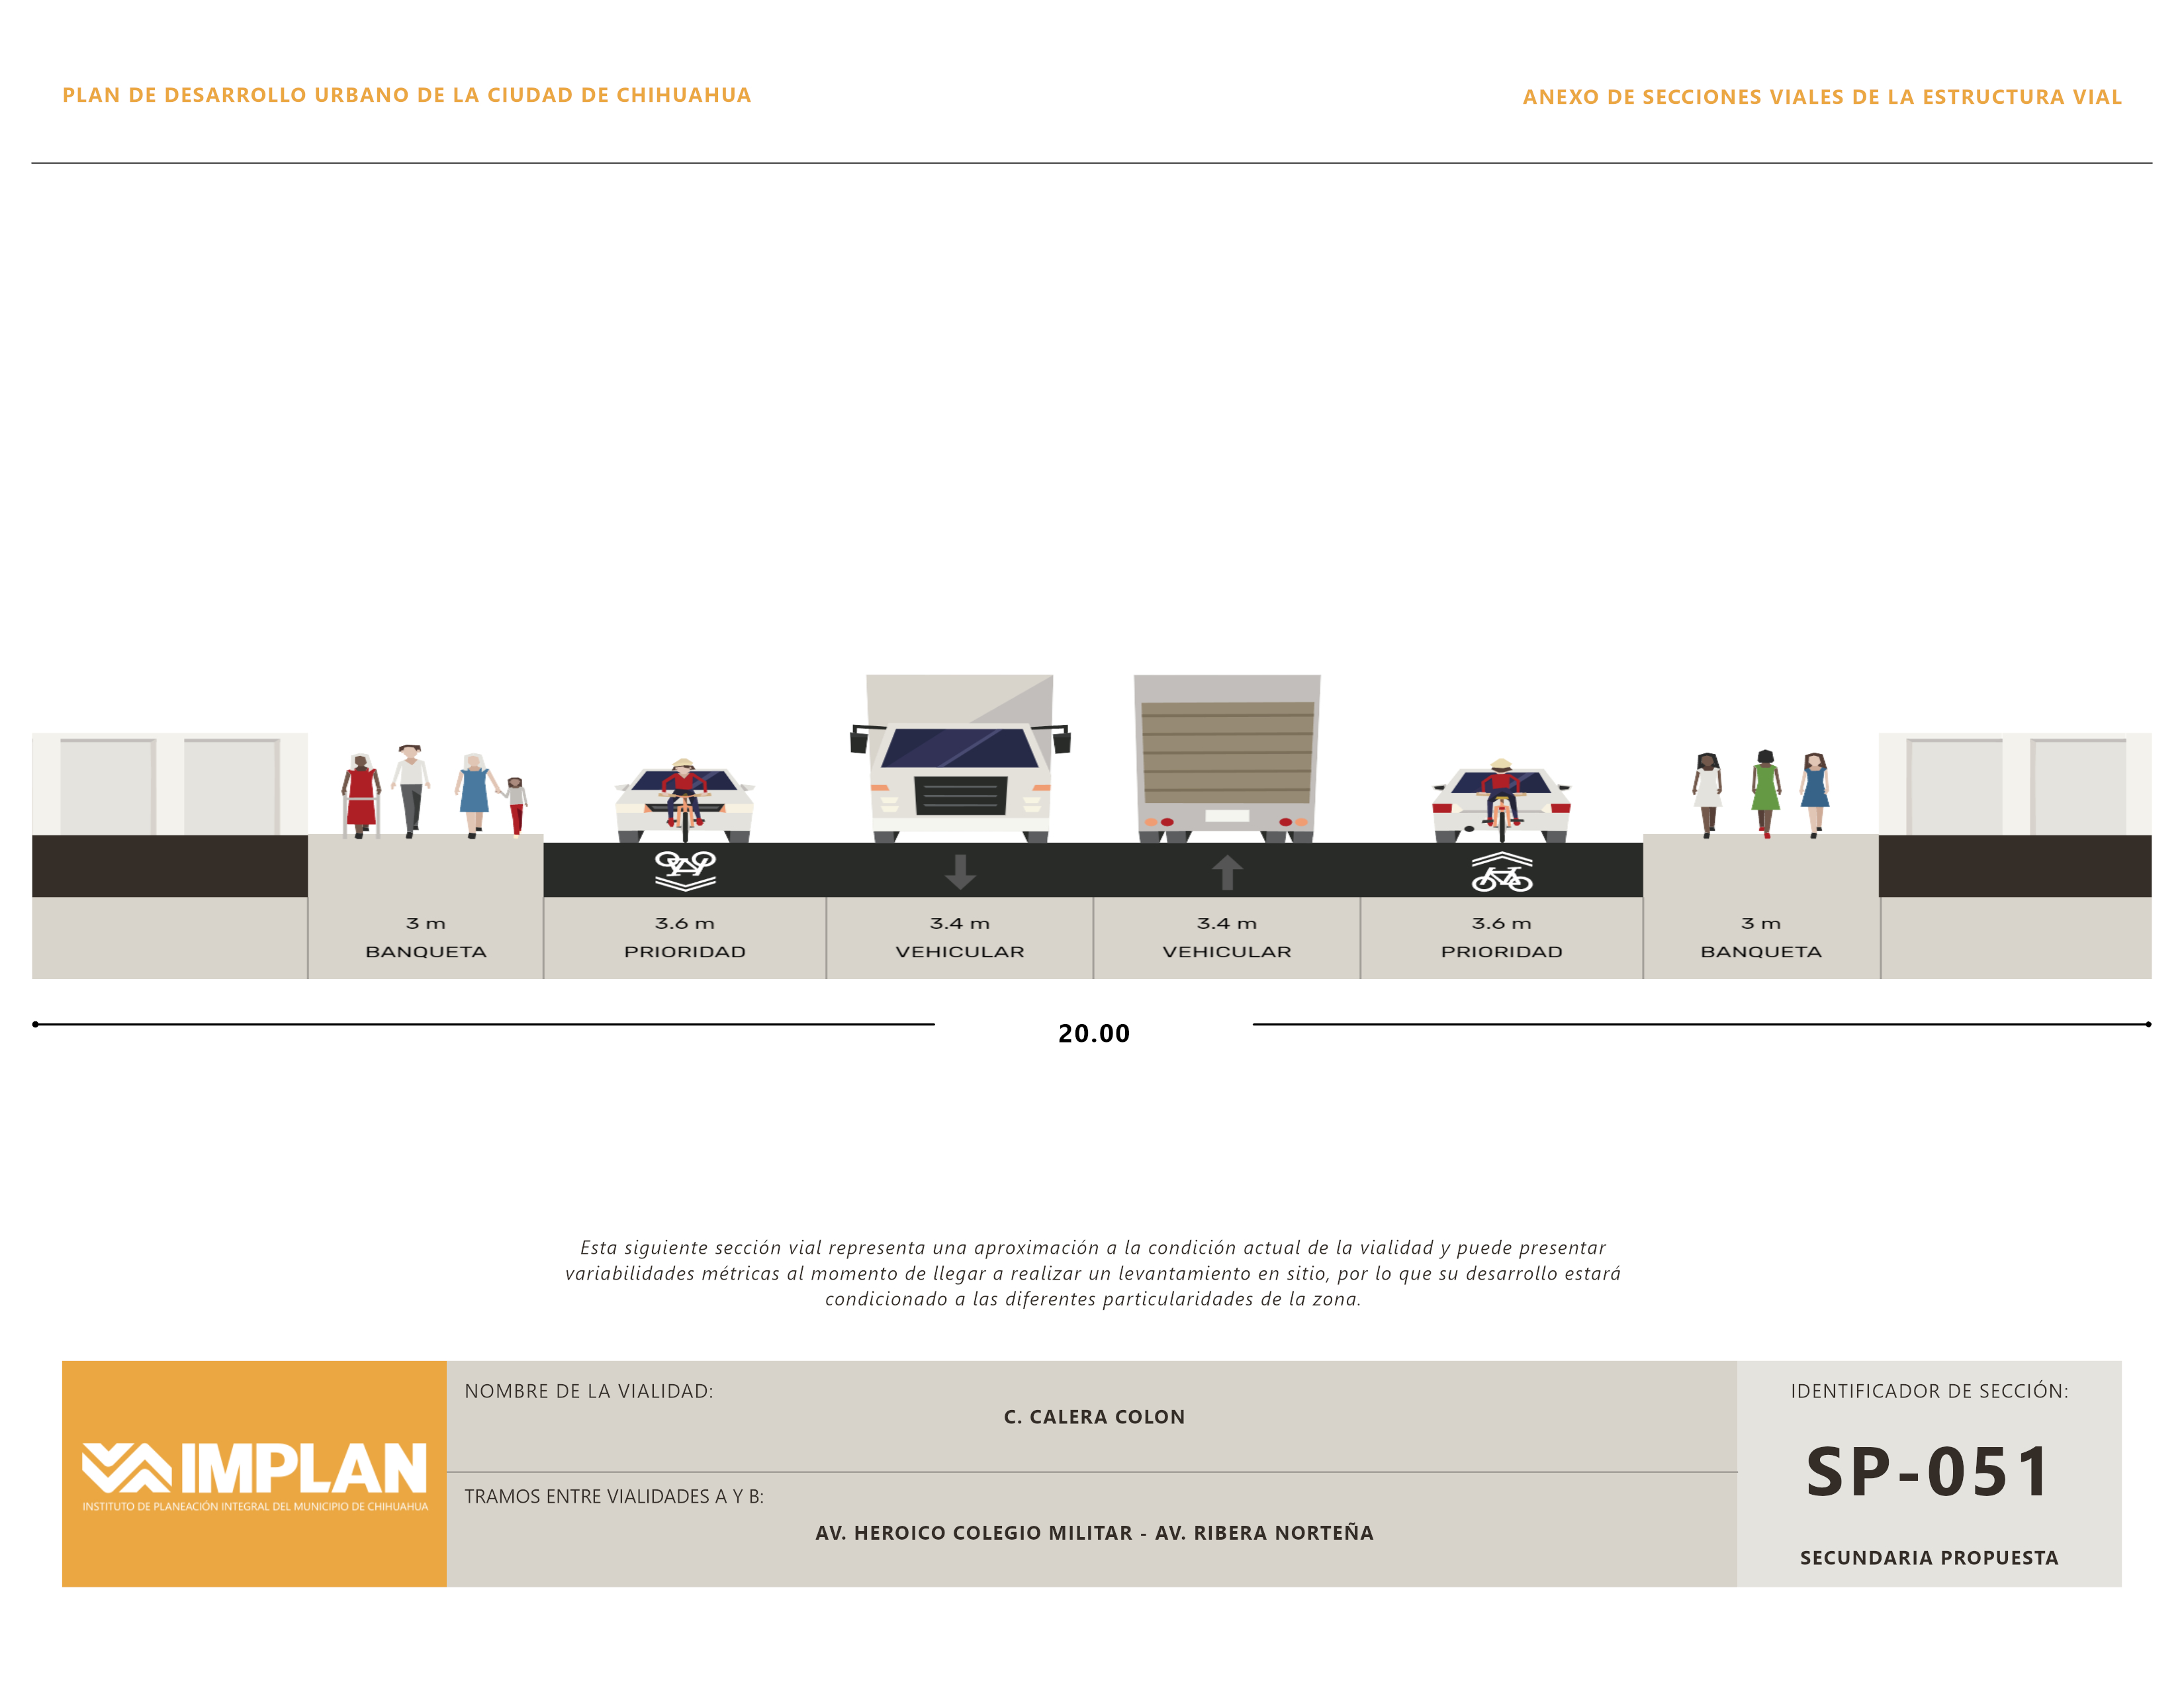 PLAN DE DESARROLLO URBANO DE LA CIUDAD DE CHIHUAHUA
ANEXO DE SECCIONES VIALES DE LA ESTRUCTURA VIAL
3 m
BANQUETA
3.6 m
PRIORIDAD
3.4 m
VEHICULAR
3.4 m
VEHICULAR
3.6 m
PRIORIDAD
3 m
BANQUETA
20.00
Esta siguiente sección vial representa una aproximación a la condición actual de la vialidad y puede presentar
variabilidades métricas al momento de llegar a realizar un levantamiento en sitio, por lo que su desarrollo estará
condicionado a las diferentes particularidades de la zona.
IMPLAN
INSTITUTO DE PLANEACIÓN INTEGRAL DEL MUNICIPIO DE CHIHUAHUA
NOMBRE DE LA VIALIDAD:
C. CALERA COLON
TRAMOS ENTRE VIALIDADES A Y B:
AV. HEROICO COLEGIO MILITAR - AV. RIBERA NORTEÑA
IDENTIFICADOR DE SECCIÓN:
SP-051
SECUNDARIA PROPUESTA